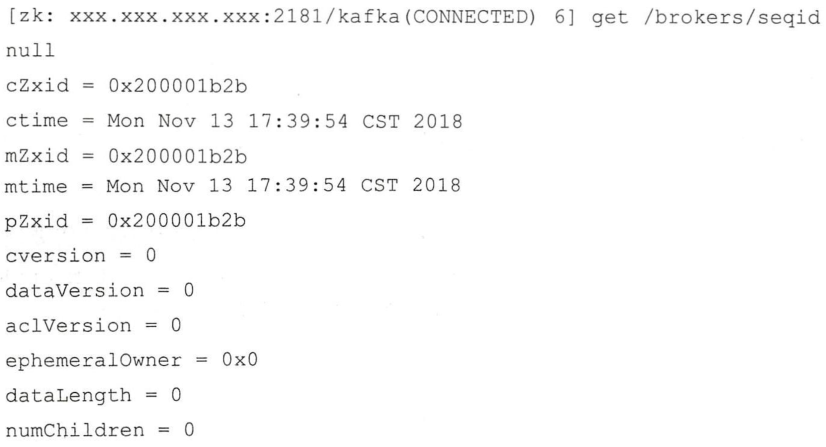 [zk: xxx.xxx.xxx.xxx:2181/kafka(CONNECTED) 6] get /brokers/seqid
null
cZxid = 0x200001b2b
ctime = Mon Nov 13 17:39:54 CST 2018
mZxid = 0x200001b2b
mtime = Mon Nov 13 17:39:54 CST 2018
pZxid = 0x200001b2b
cversion = 0
dataVersion = 0
aclVersion = 0
ephemeralOwner = 0x0
dataLength = 0
numChildren = 0